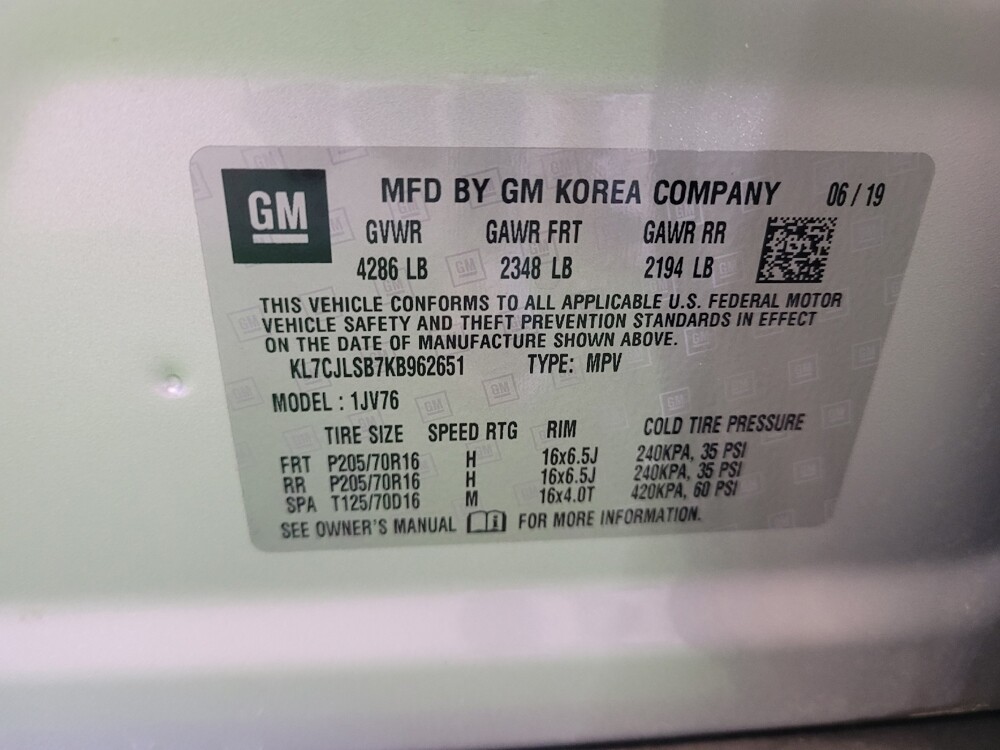 GM
MFD BY GM KOREA COMPANY 06 / 19
GVWR GAWR FRT GAWR RR
4286 LB 2348 LB 2194 LB
THIS VEHICLE CONFORMS TO ALL APPLICABLE U.S. FEDERAL MOTOR
VEHICLE SAFETY AND THEFT PREVENTION STANDARDS IN EFFECT
ON THE DATE OF MANUFACTURE SHOWN ABOVE.
KL7CJLSB7KB962651 TYPE: MPV
MODEL : 1JV76
TIRE SIZE SPEED RTG RIM COLD TIRE PRESSURE
FRT P205/70R16 H 16x6.5J 240KPA, 35 PSI
RR P205/70R16 H 16x6.5J 240KPA, 35 PSI
SPA T125/70D16 M 16x4.0T 420KPA, 60 PSI
SEE OWNER'S MANUAL i FOR MORE INFORMATION.